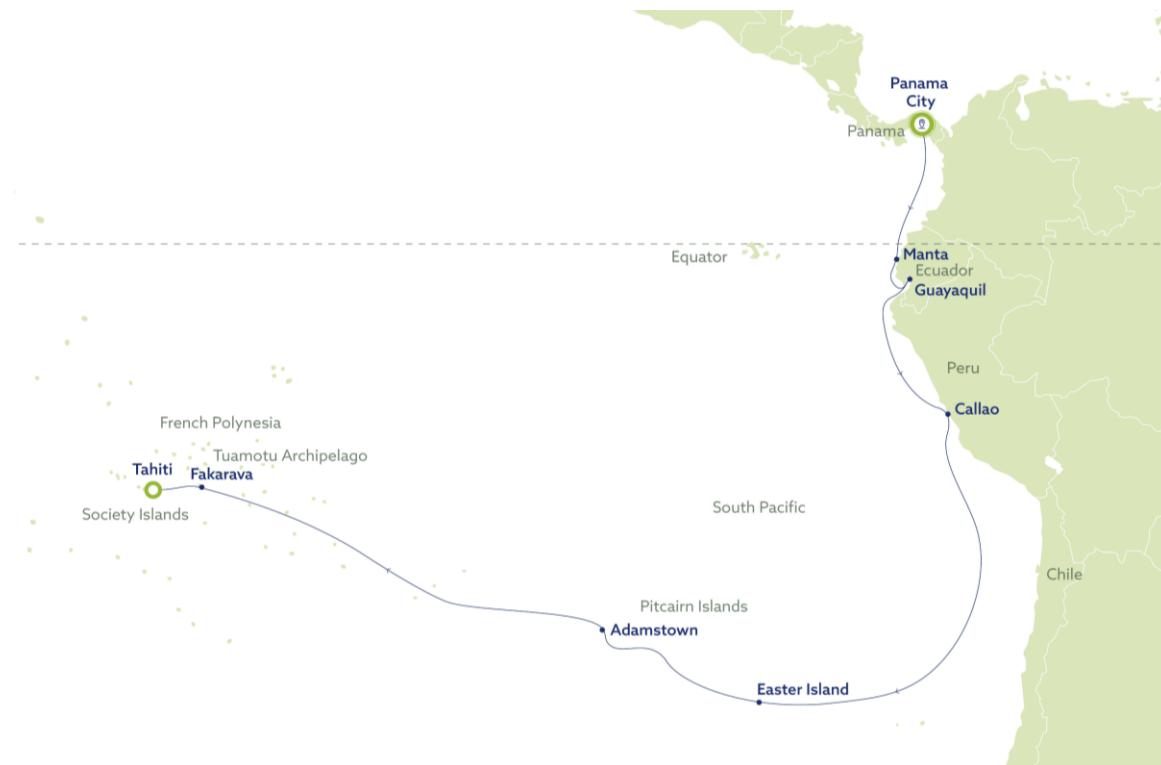 Panama
City
Panama
Equator
Manta
Ecuador
Guayaquil
Peru
Callao
French Polynesia
Tuamotu Archipelago
Tahiti
Fakarava
Society Islands
South Pacific
Chile
Pitcairn Islands
Adamstown
Easter Island